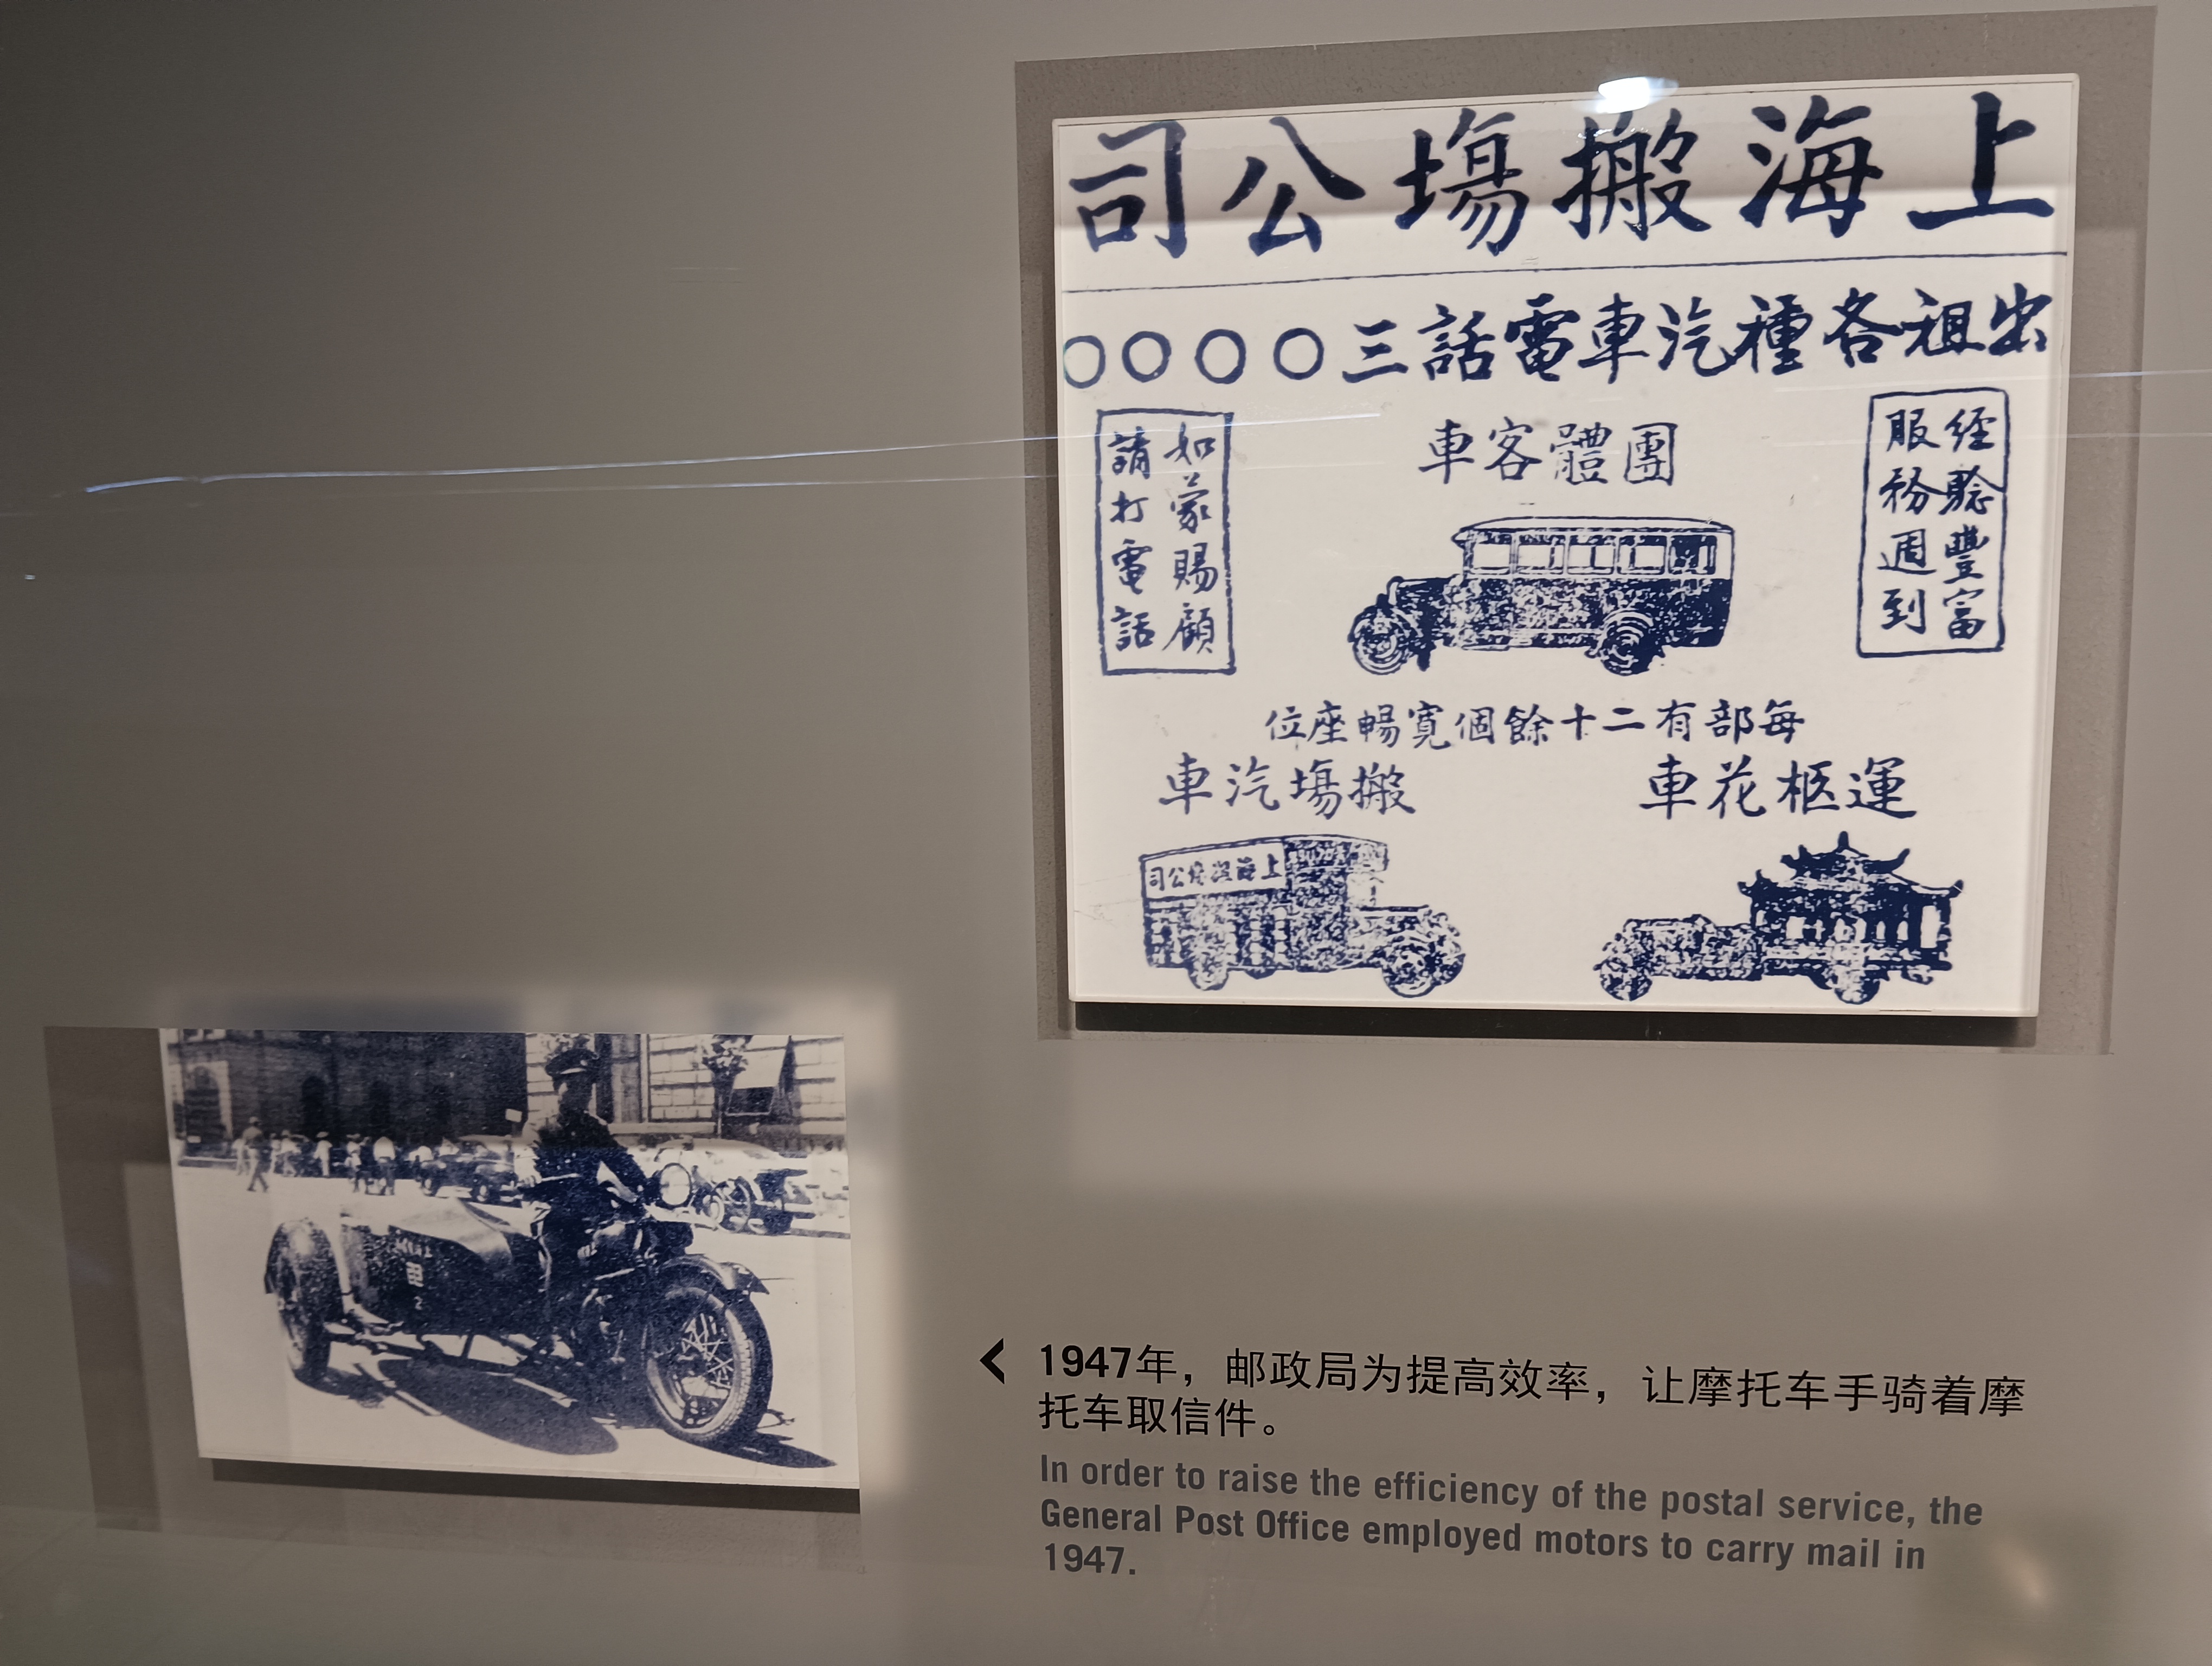 上海搬塲公司
出租各種汽車電話三〇〇〇〇
經驗豐富
服務週到
團體客車
如蒙賜顧
請打電話
每部有二十餘個寬暢座位
運柩花車
搬塲汽車
上海搬塲公司
1947年，邮政局为提高效率，让摩托车手骑着摩
托车取信件。
In order to raise the efficiency of the postal service, the
General Post Office employed motors to carry mail in
1947.